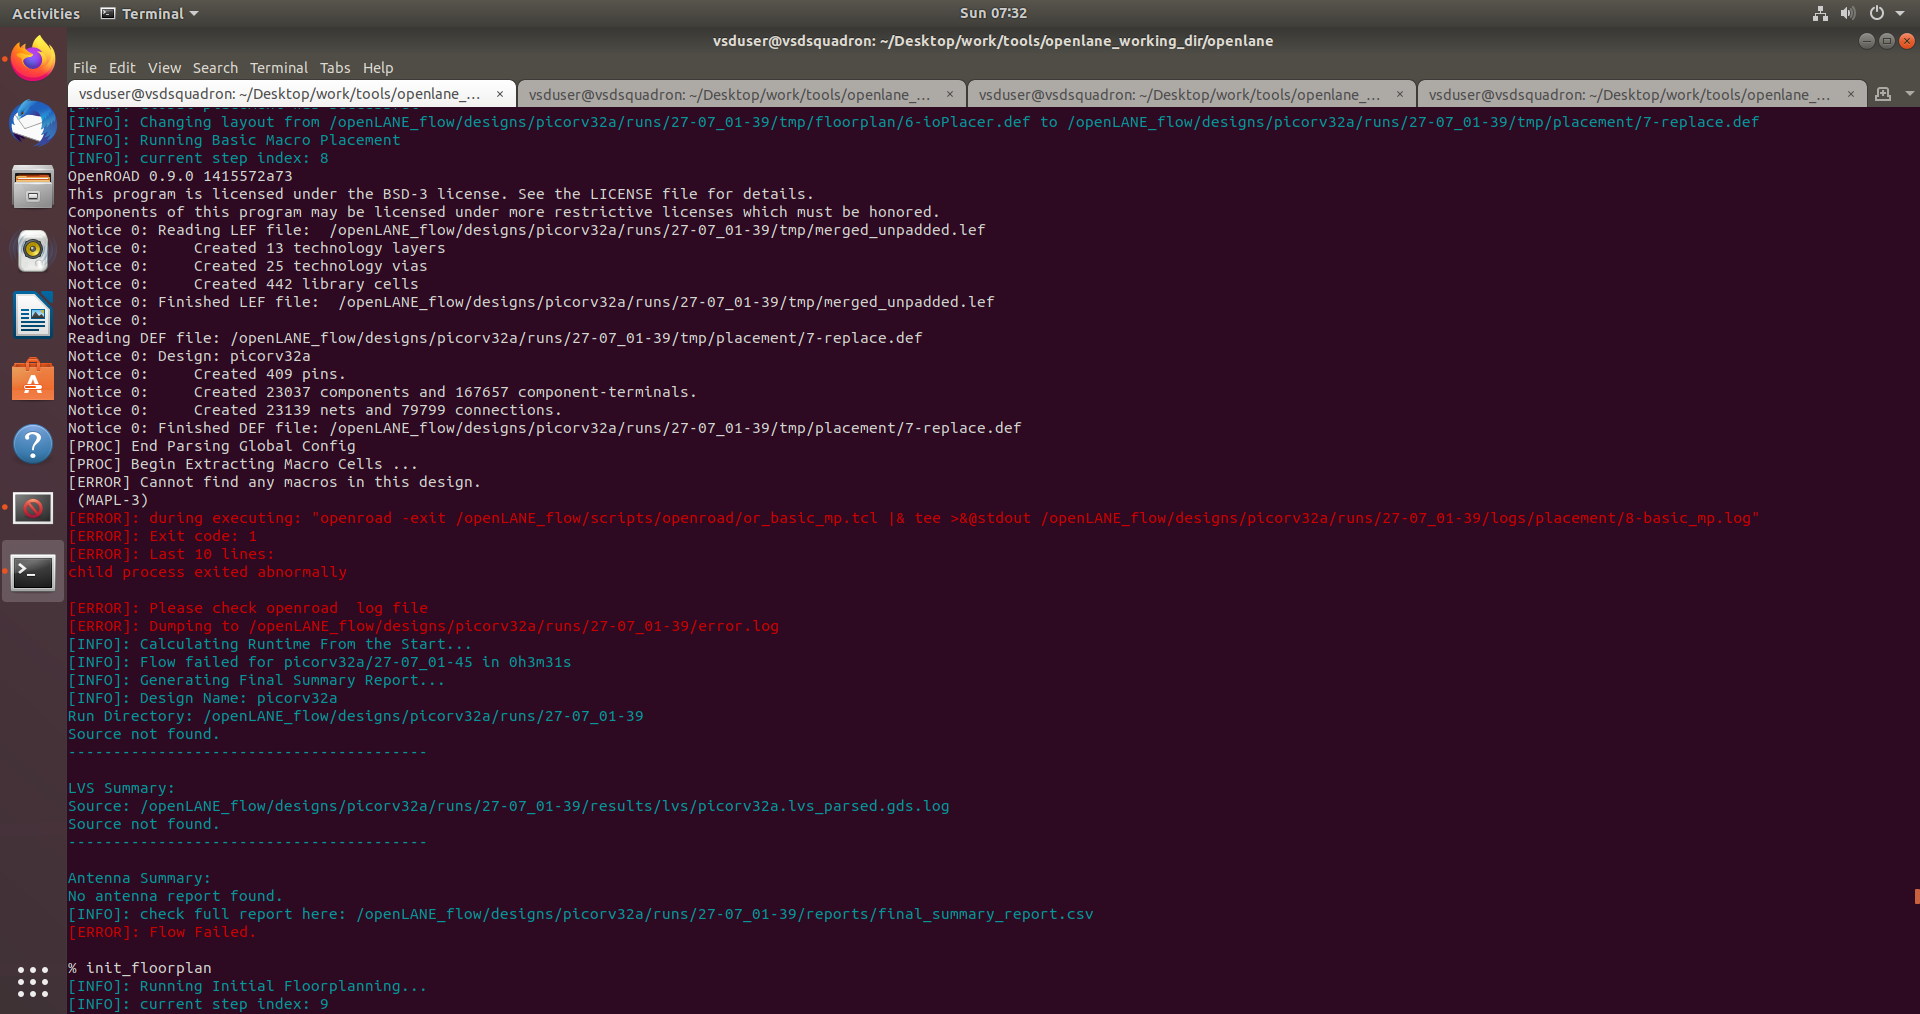 Activities
Terminal
Sun 07:32
vsduser@vsdsquadron: ~/Desktop/work/tools/openlane_working_dir/openlane
File Edit View Search Terminal Tabs Help
vsduser@vsdsquadron: ~/Desktop/work/tools/openlane_... ×
vsduser@vsdsquadron: ~/Desktop/work/tools/openlane_... ×
vsduser@vsdsquadron: ~/Desktop/work/tools/openlane_... ×
vsduser@vsdsquadron: ~/Desktop/work/tools/openlane_... ×
[INFO]: Changing layout from /openLANE_flow/designs/picorv32a/runs/27-07_01-39/tmp/floorplan/6-ioPlacer.def to /openLANE_flow/designs/picorv32a/runs/27-07_01-39/tmp/placement/7-replace.def
[INFO]: Running Basic Macro Placement
[INFO]: current step index: 8
OpenROAD 0.9.0 1415572a73
This program is licensed under the BSD-3 license. See the LICENSE file for details.
Components of this program may be licensed under more restrictive licenses which must be honored.
Notice 0: Reading LEF file:  /openLANE_flow/designs/picorv32a/runs/27-07_01-39/tmp/merged_unpadded.lef
Notice 0:     Created 13 technology layers
Notice 0:     Created 25 technology vias
Notice 0:     Created 442 library cells
Notice 0: Finished LEF file:  /openLANE_flow/designs/picorv32a/runs/27-07_01-39/tmp/merged_unpadded.lef
Notice 0:
Reading DEF file: /openLANE_flow/designs/picorv32a/runs/27-07_01-39/tmp/placement/7-replace.def
Notice 0: Design: picorv32a
Notice 0:     Created 409 pins.
Notice 0:     Created 23037 components and 167657 component-terminals.
Notice 0:     Created 23139 nets and 79799 connections.
Notice 0: Finished DEF file: /openLANE_flow/designs/picorv32a/runs/27-07_01-39/tmp/placement/7-replace.def
[PROC] End Parsing Global Config
[PROC] Begin Extracting Macro Cells ...
[ERROR] Cannot find any macros in this design.
 (MAPL-3)
[ERROR]: during executing: "openroad -exit /openLANE_flow/scripts/openroad/or_basic_mp.tcl |& tee >&@stdout /openLANE_flow/designs/picorv32a/runs/27-07_01-39/logs/placement/8-basic_mp.log"
[ERROR]: Exit code: 1
[ERROR]: Last 10 lines:
child process exited abnormally
[ERROR]: Please check openroad  log file
[ERROR]: Dumping to /openLANE_flow/designs/picorv32a/runs/27-07_01-39/error.log
[INFO]: Calculating Runtime From the Start...
[INFO]: Flow failed for picorv32a/27-07_01-45 in 0h3m31s
[INFO]: Generating Final Summary Report...
[INFO]: Design Name: picorv32a
Run Directory: /openLANE_flow/designs/picorv32a/runs/27-07_01-39
Source not found.
----------------------------------------
LVS Summary:
Source: /openLANE_flow/designs/picorv32a/runs/27-07_01-39/results/lvs/picorv32a.lvs_parsed.gds.log
Source not found.
----------------------------------------
Antenna Summary:
No antenna report found.
[INFO]: check full report here: /openLANE_flow/designs/picorv32a/runs/27-07_01-39/reports/final_summary_report.csv
[ERROR]: Flow Failed.
% init_floorplan
[INFO]: Running Initial Floorplanning...
[INFO]: current step index: 9